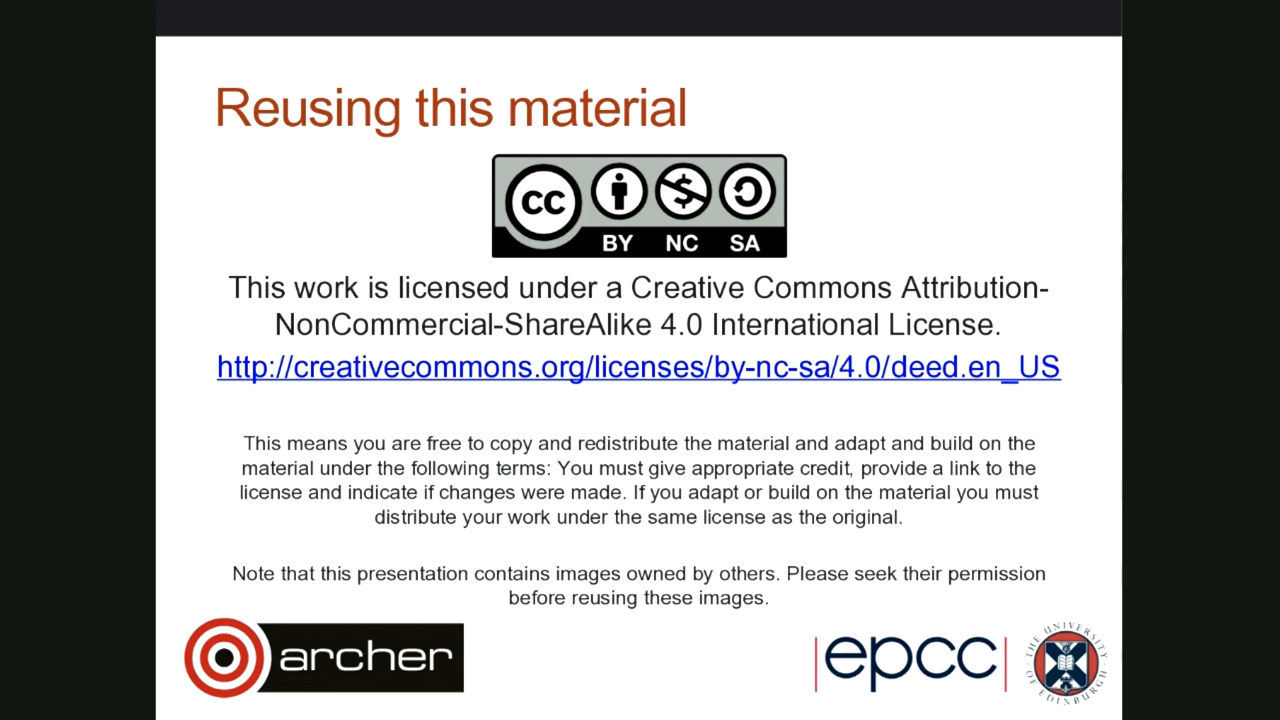 Reusing this material
CC
BY NC SA
This work is licensed under a Creative Commons Attribution-
NonCommercial-ShareAlike 4.0 International License.
http://creativecommons.org/licenses/by-nc-sa/4.0/deed.en_US
This means you are free to copy and redistribute the material and adapt and build on the
material under the following terms: You must give appropriate credit, provide a link to the
license and indicate if changes were made. If you adapt or build on the material you must
distribute your work under the same license as the original.
Note that this presentation contains images owned by others. Please seek their permission
before reusing these images.
archer
epcc
THE UNIVERSITY OF EDINBURGH